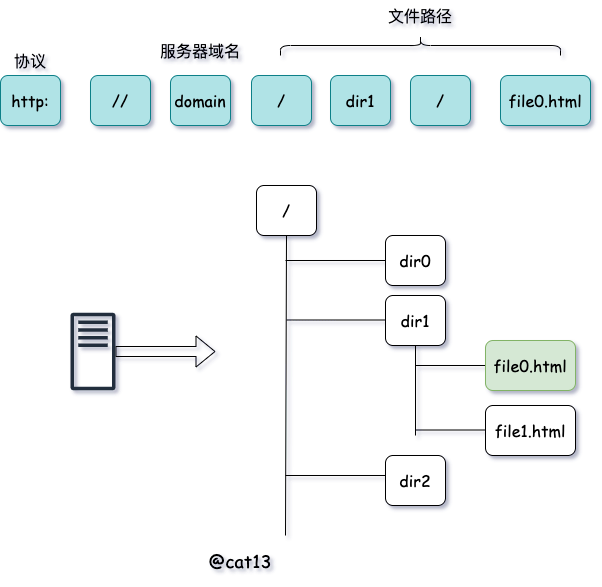 文件路径
协议
服务器域名
http: // domain / dir1 / file0.html
/
dir0
dir1
file0.html
file1.html
dir2
@cat13